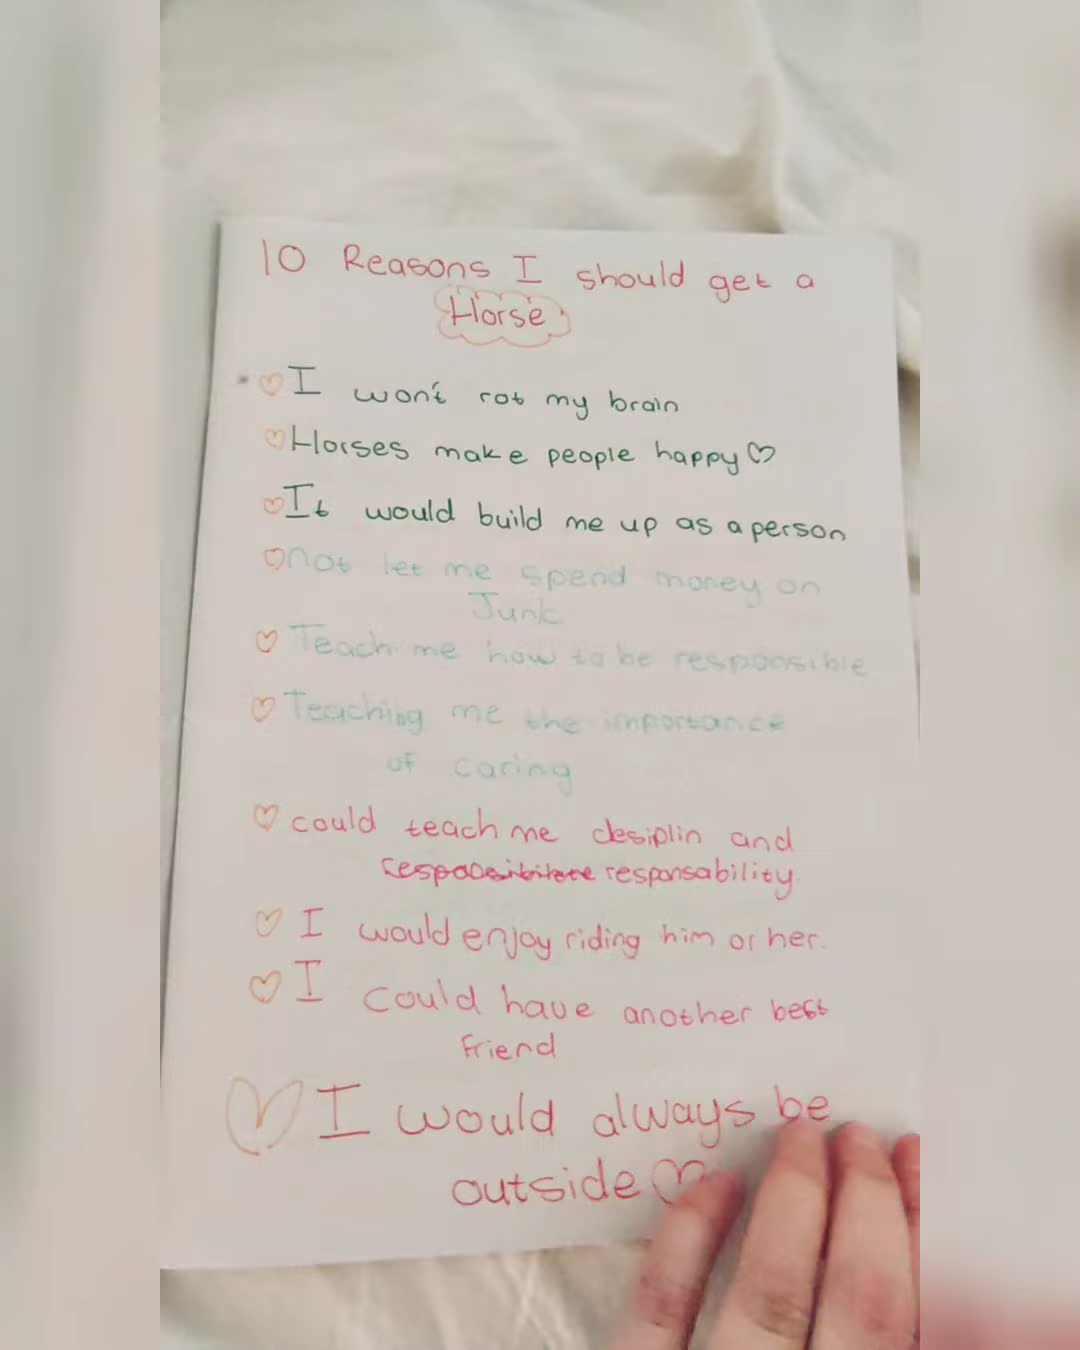 10 Reasons I should get a
Horse
I won't rot my brain
Horses make people happy
It would build me up as a person
not let me spend money on
Junk
Teach me how to be responsible
Teaching me the importance
of caring
could teach me desiplin and
responsability
I would enjoy riding him or her.
I could have another best
Friend
I would always be
outside